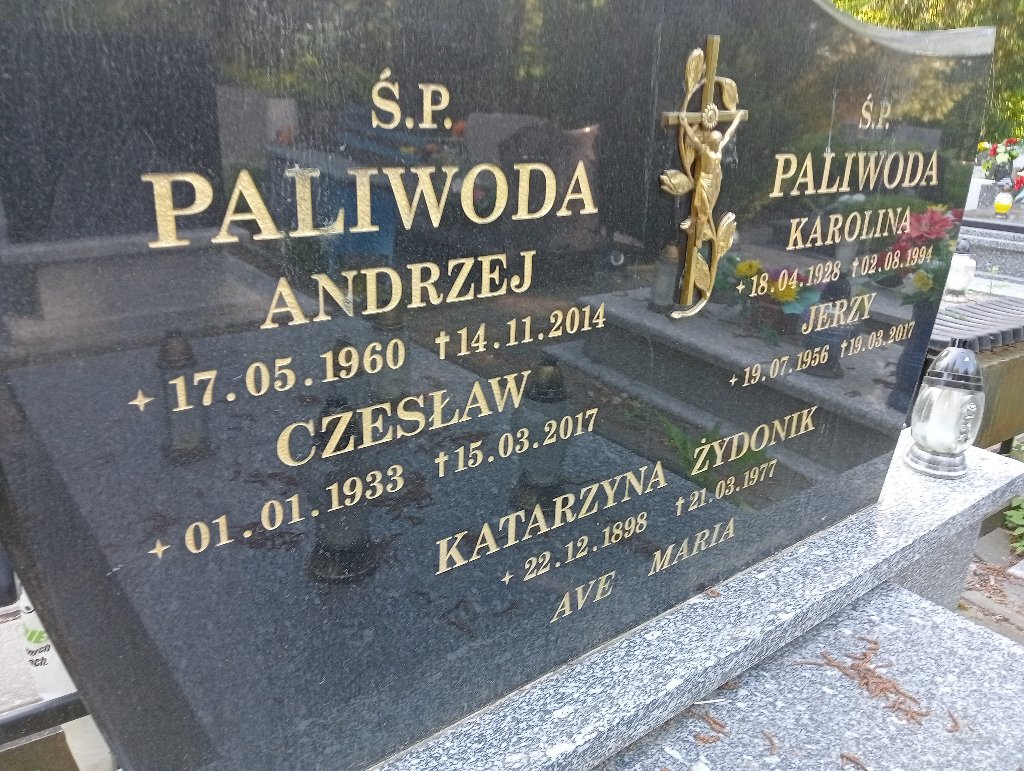 Ś.P.
PALIWODA
ANDRZEJ
+ 17.05.1960 †14.11.2014
CZESŁAW
+ 01.01.1933 †15.03.2017
Ś.P.
PALIWODA
KAROLINA
+ 18.04.1928 †02.08.1994
JERZY
+ 19.07.1956 †19.03.2017
KATARZYNA ŻYDONIK
+ 22.12.1898 †21.03.1977
AVE MARIA